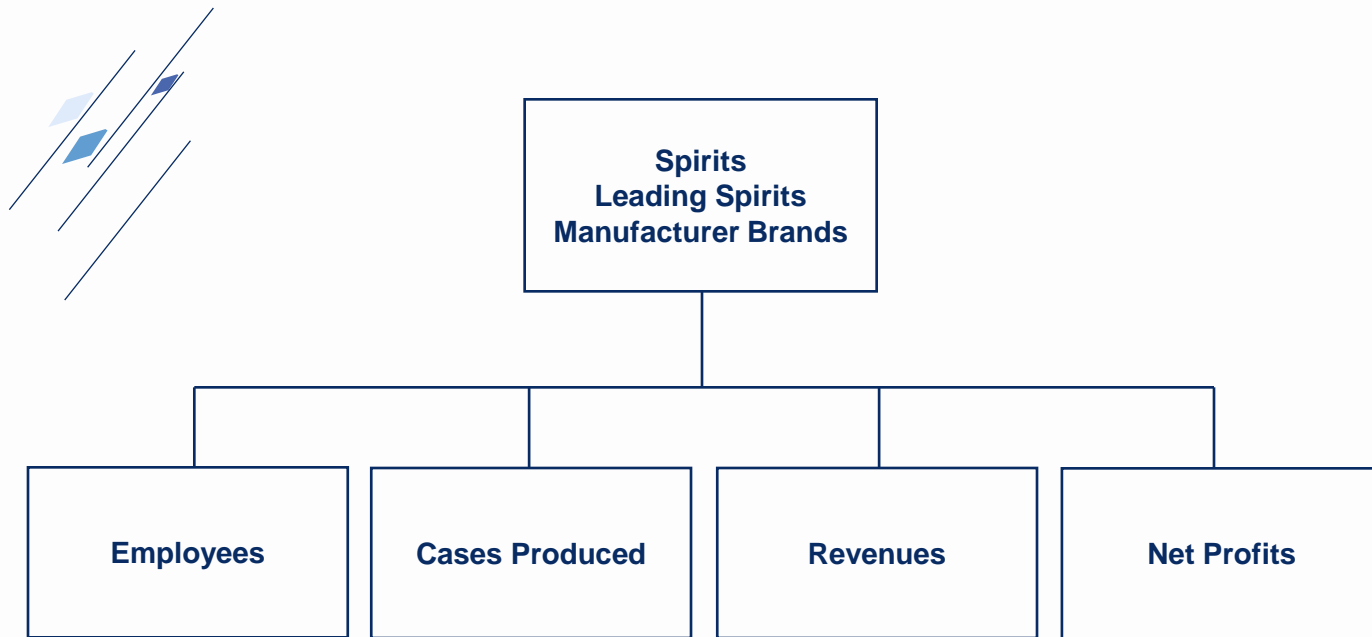 Spirits
Leading Spirits
Manufacturer Brands
Employees
Cases Produced
Revenues
Net Profits